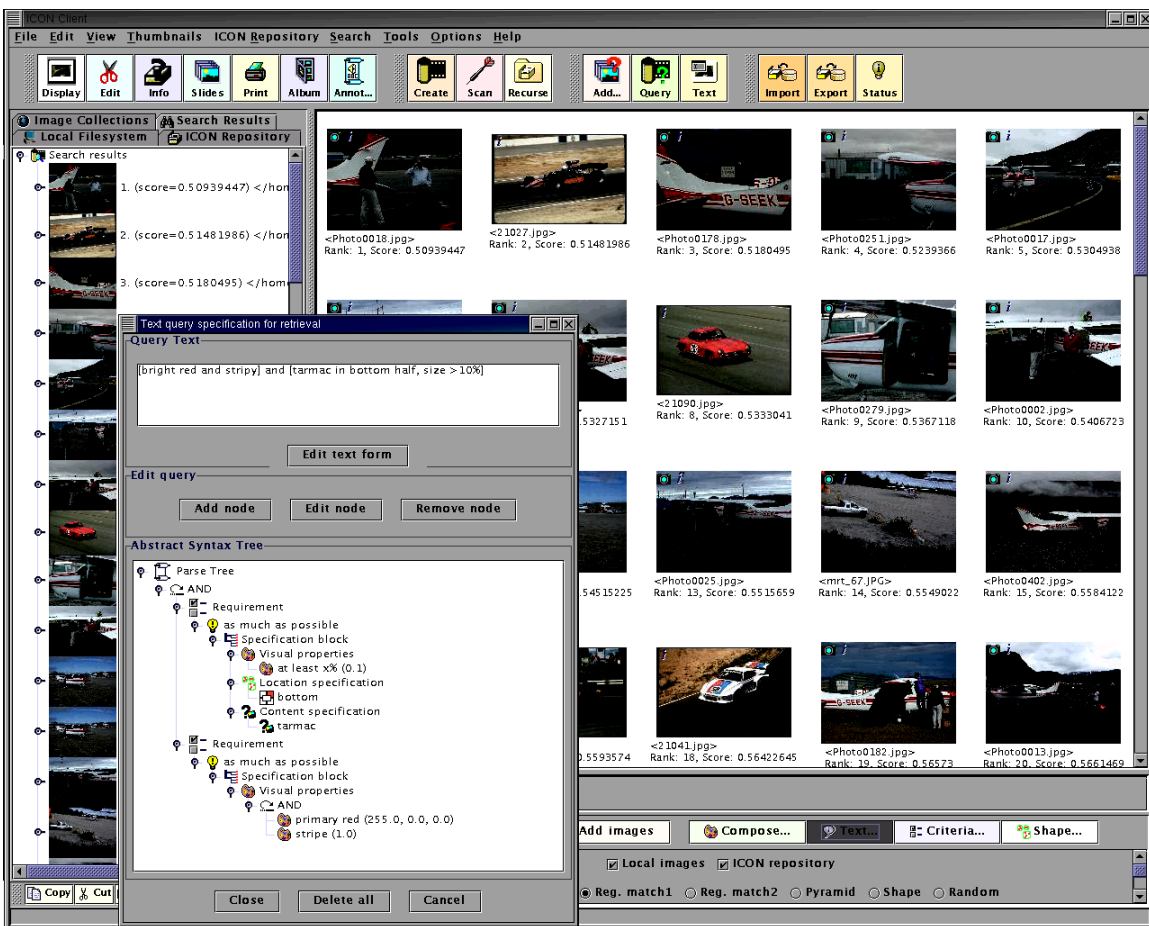 ICON Client
File Edit View Thumbnails ICON Repository Search Tools Options Help
Display Edit Info Slides Print Album Annot... Create Scan Recurse Add... Query Text Import Export Status
Image Collections Search Results
Local Filesystem ICON Repository
Search results
1. (score=0.50939447) </hon
2. (score=0.51481986) </hon
3. (score=0.5180495) </hom
<Photo0018.jpg>
Rank: 1, Score: 0.50939447
<21027.jpg>
Rank: 2, Score: 0.51481986
G-SEEK
<Photo0178.jpg>
Rank: 3, Score: 0.5180495
<Photo0251.jpg>
Rank: 4, Score: 0.5239366
<Photo0017.jpg>
Rank: 5, Score: 0.5304938
.5327151
<21090.jpg>
Rank: 8, Score: 0.5333041
<Photo0279.jpg>
Rank: 9, Score: 0.5367118
<Photo0002.jpg>
Rank: 10, Score: 0.5406723
.54515225
<Photo0025.jpg>
Rank: 13, Score: 0.5515659
<mrt_67.JPG>
Rank: 14, Score: 0.5549022
<Photo0402.jpg>
Rank: 15, Score: 0.5584122
0.5593574
<21041.jpg>
Rank: 18, Score: 0.56422645
G-SEEK
<Photo0182.jpg>
Rank: 19, Score: 0.56573
<Photo0013.jpg>
Rank: 20, Score: 0.5661469
Text query specification for retrieval
Query Text
[bright red and stripy] and [tarmac in bottom half, size >10%]
Edit text form
Edit query
Add node Edit node Remove node
Abstract Syntax Tree
Parse Tree
AND
Requirement
as much as possible
Specification block
Visual properties
at least x% (0.1)
Location specification
bottom
Content specification
tarmac
Requirement
as much as possible
Specification block
Visual properties
AND
primary red (255.0, 0.0, 0.0)
stripe (1.0)
Close Delete all Cancel
Add images Compose... Text... Criteria... Shape...
Local images ICON repository
Reg. match1 Reg. match2 Pyramid Shape Random
Copy Cut